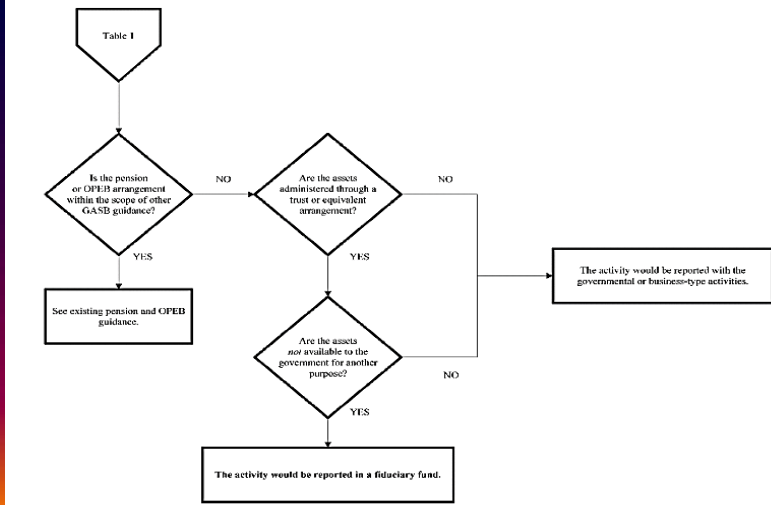 Table 1
Is the pension
or OPEB arrangement
within the scope of other
GASB guidance?
NO
Are the assets
administered through a
trust or equivalent
arrangement?
NO
YES
YES
The activity would be reported with the
governmental or business-type activities.
See existing pension and OPEB
guidance.
Are the assets
not available to the
government for another
purpose?
NO
YES
The activity would be reported in a fiduciary fund.